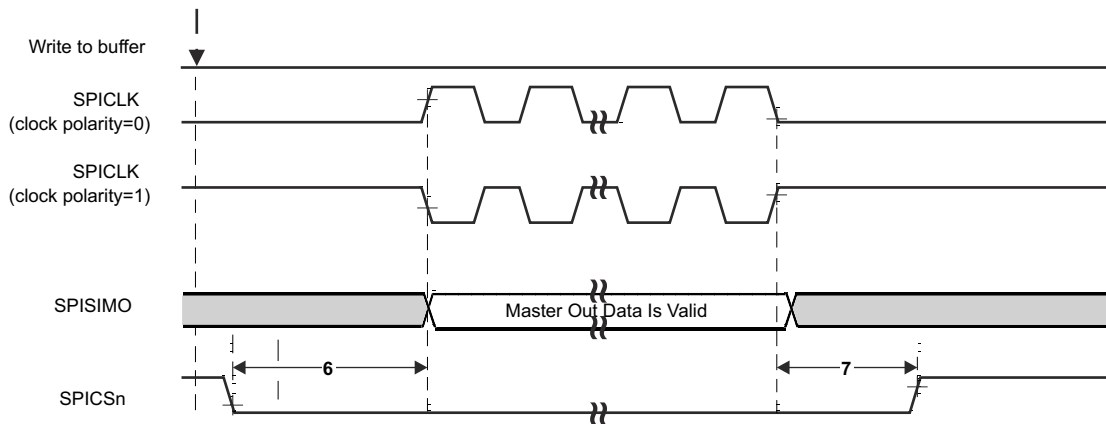 Write to buffer
SPICLK
(clock polarity=0)
SPICLK
(clock polarity=1)
SPISIMO
Master Out Data Is Valid
6
7
SPICSn